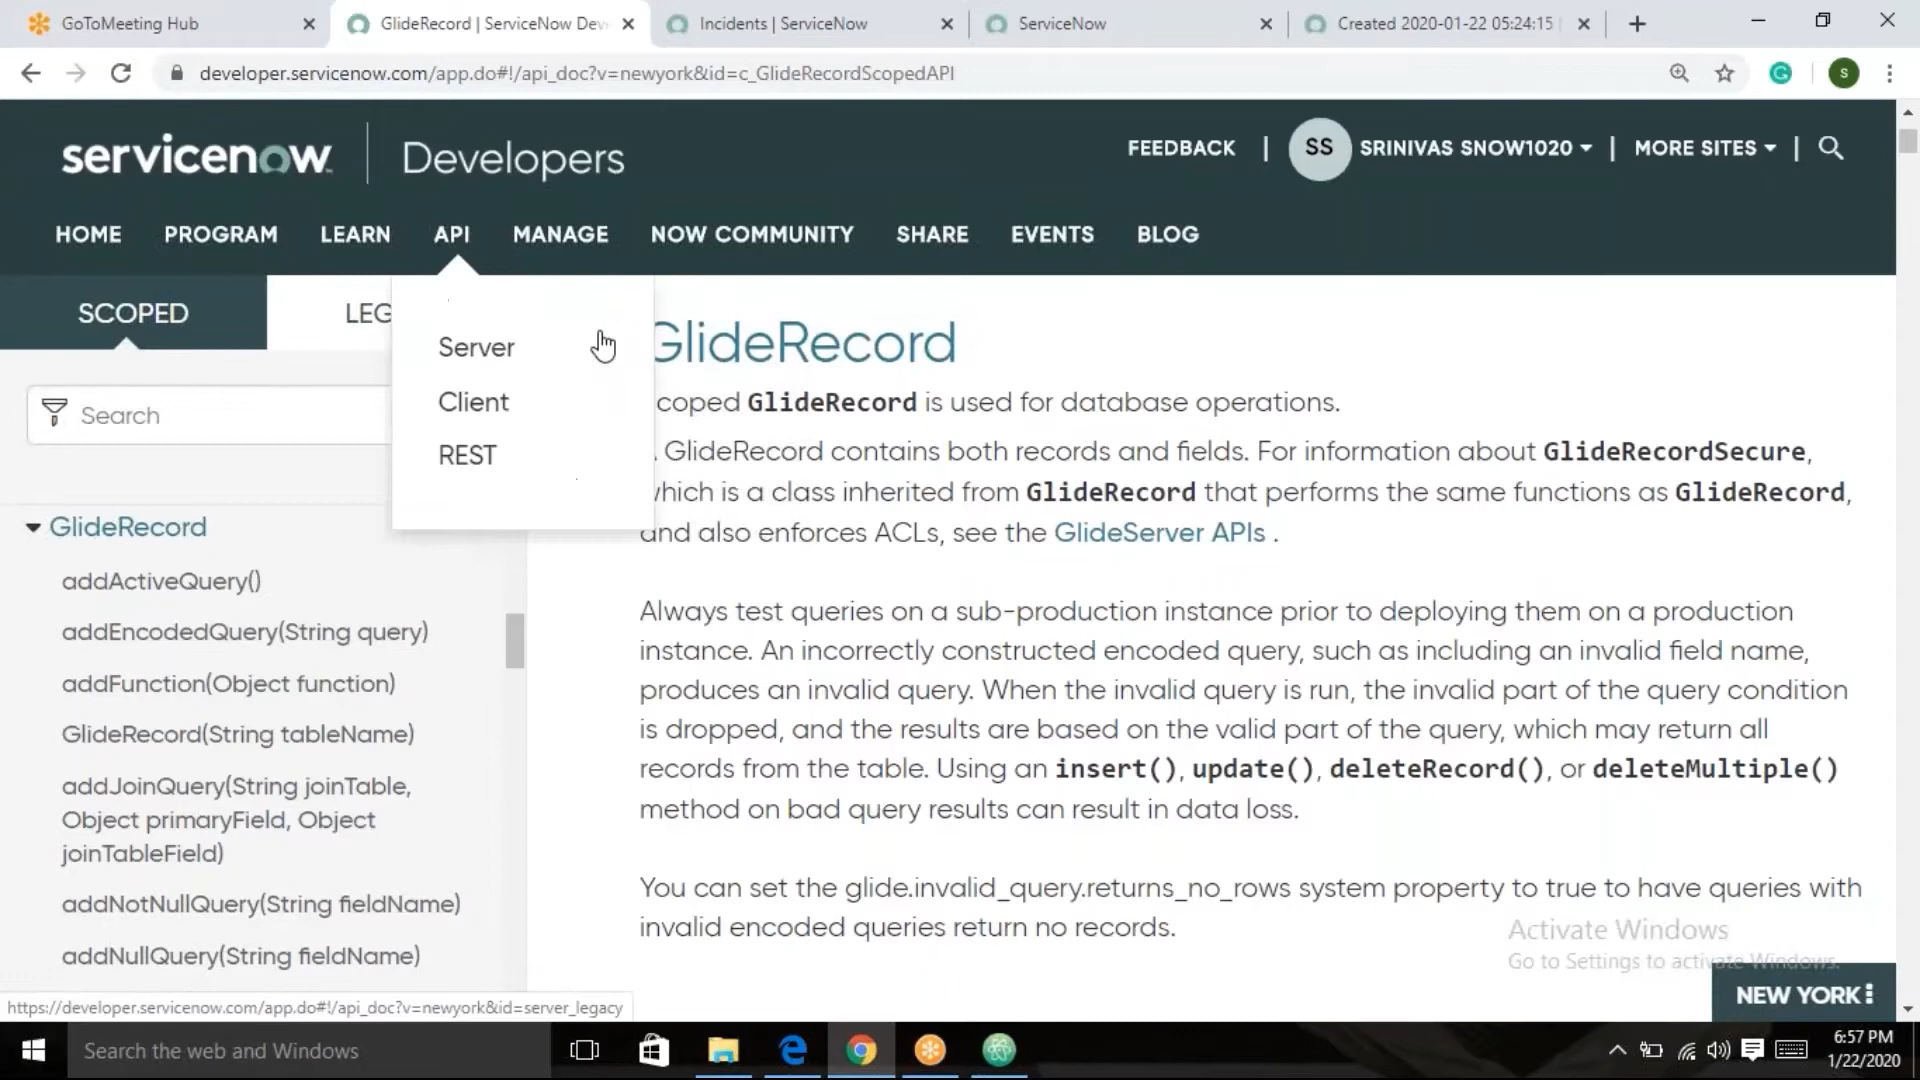 GoToMeeting Hub
GlideRecord | ServiceNow Dev
Incidents | ServiceNow
ServiceNow
Created 2020-01-22 05:24:15
developer.servicenow.com/app.do#!/api_doc?v=newyork&id=c_GlideRecordScopedAPI
S
servicenow
Developers
FEEDBACK | SS SRINIVAS SNOW1020 | MORE SITES |
HOME PROGRAM LEARN API MANAGE NOW COMMUNITY SHARE EVENTS BLOG
SCOPED
LEG
Server
Client
REST
Search
GlideRecord
addActiveQuery()
addEncodedQuery(String query)
addFunction(Object function)
GlideRecord(String tableName)
addJoinQuery(String joinTable,
Object primaryField, Object
joinTableField)
addNotNullQuery(String fieldName)
addNullQuery(String fieldName)
GlideRecord
coped GlideRecord is used for database operations.
. GlideRecord contains both records and fields. For information about GlideRecordSecure,
which is a class inherited from GlideRecord that performs the same functions as GlideRecord,
and also enforces ACLs, see the GlideServer APIs .
Always test queries on a sub-production instance prior to deploying them on a production
instance. An incorrectly constructed encoded query, such as including an invalid field name,
produces an invalid query. When the invalid query is run, the invalid part of the query condition
is dropped, and the results are based on the valid part of the query, which may return all
records from the table. Using an insert(), update(), deleteRecord(), or deleteMultiple()
method on bad query results can result in data loss.
You can set the glide.invalid_query.returns_no_rows system property to true to have queries with
invalid encoded queries return no records.
Activate Windows
Go to Settings to activate Windows.
NEW YORK
https://developer.servicenow.com/app.do#!/api_doc?v=newyork&id=server_legacy
Search the web and Windows
6:57 PM
1/22/2020